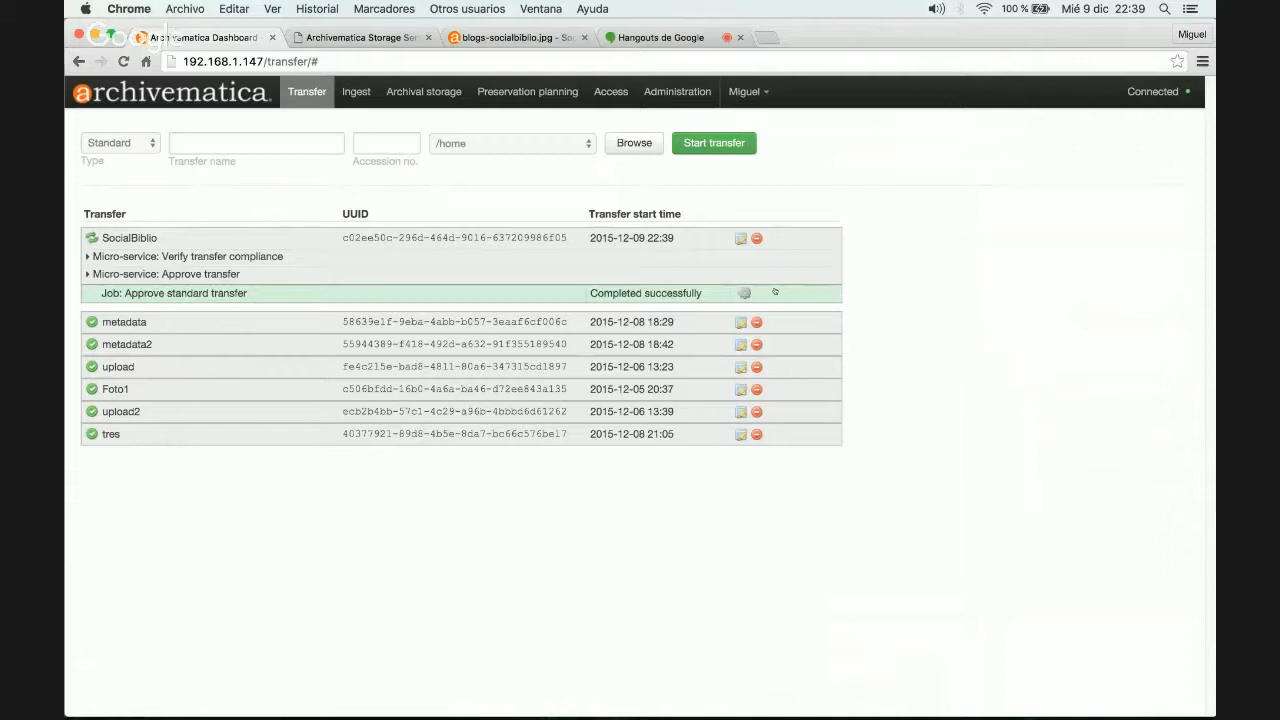 Chrome Archivo Editar Ver Historial Marcadores Otros usuarios Ventana Ayuda 100 % Mié 9 dic 22:39
Google
Archivematica Dashboard Archivematica Storage Ser blogs-socialbiblio.jpg - So Hangouts de Google Miguel
192.168.1.147/transfer/#
archivematica. Transfer Ingest Archival storage Preservation planning Access Administration Miguel Connected
Standard /home Browse Start transfer
Type Transfer name Accession no.
Transfer UUID Transfer start time
SocialBiblio c02ee50c-296d-464d-9016-637209986f05 2015-12-09 22:39
Micro-service: Verify transfer compliance
Micro-service: Approve transfer
Job: Approve standard transfer Completed successfully
metadata 58639e1f-9eba-4abb-b057-3eaaf6cf006c 2015-12-08 18:29
metadata2 55944389-f418-492d-a632-91f355189540 2015-12-08 18:42
upload fe4c215e-bad8-4811-80a6-347315cd1897 2015-12-06 13:23
Foto1 c506bfdd-16b0-4a6a-ba46-d72ee843a135 2015-12-05 20:37
upload2 ecb2b4bb-57c1-4c29-a96b-4bbbd6d61262 2015-12-06 13:39
tres 40377921-89d8-4b5e-8da7-bc66c576be17 2015-12-08 21:05